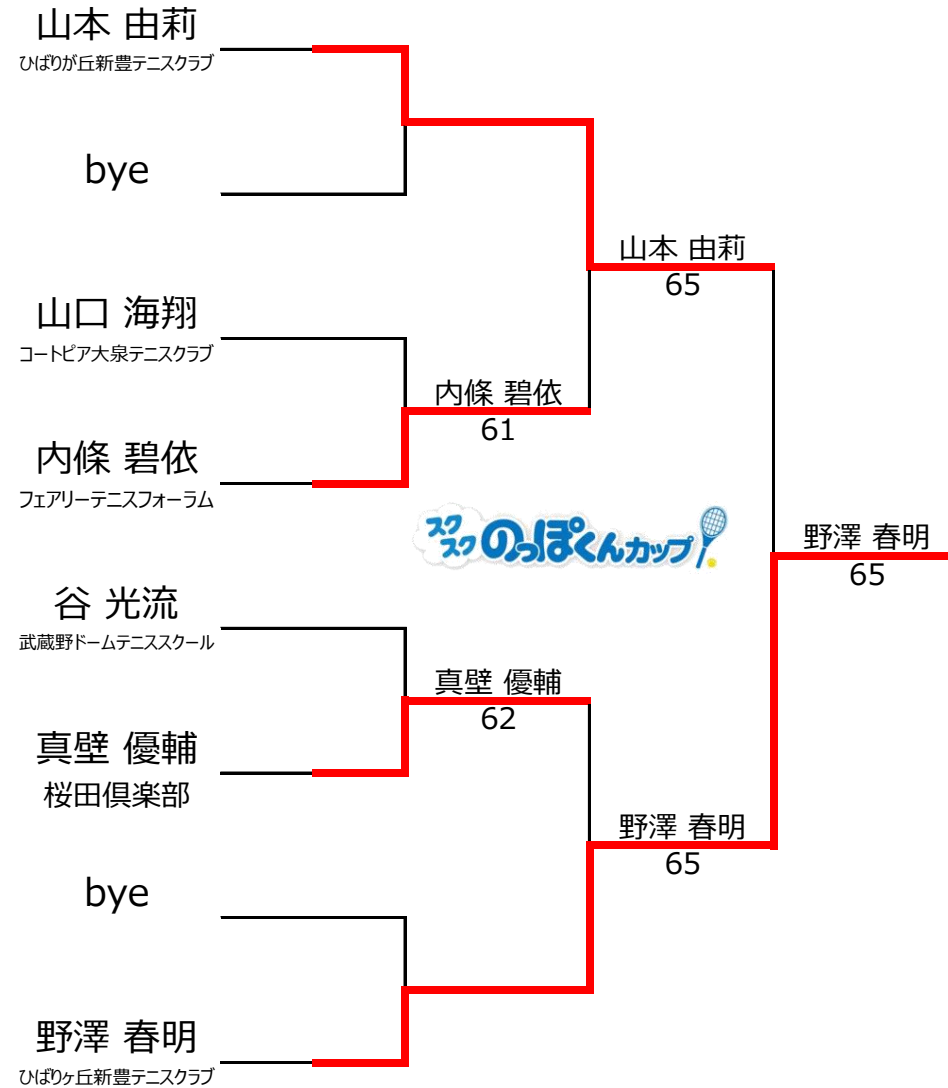 山本 由莉
ひばりが丘新豊テニスクラブ
bye
山本 由莉
65
山口 海翔
コートピア大泉テニスクラブ
内條 碧依
61
内條 碧依
フェアリーテニスフォーラム
スクスク のっぽくんカップ
野澤 春明
65
谷 光流
武蔵野ドームテニススクール
真壁 優輔
62
真壁 優輔
桜田倶楽部
野澤 春明
65
bye
野澤 春明
ひばりヶ丘新豊テニスクラブ